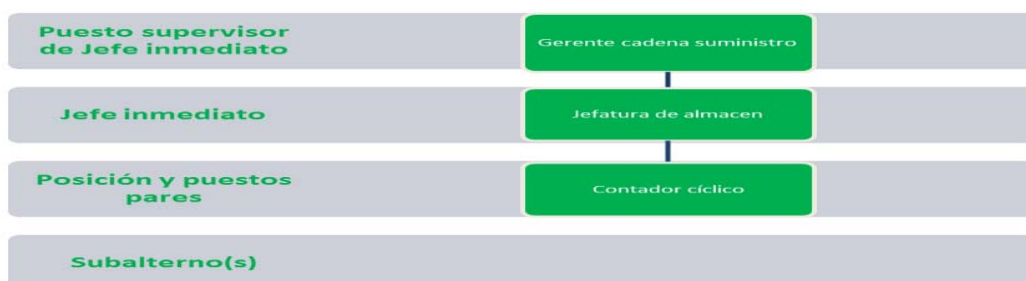 Puesto supervisor
de Jefe inmediato
Gerente cadena suministro
Jefe inmediato
Jefatura de almacen
Posición y puestos
pares
Contador cíclico
Subalterno(s)